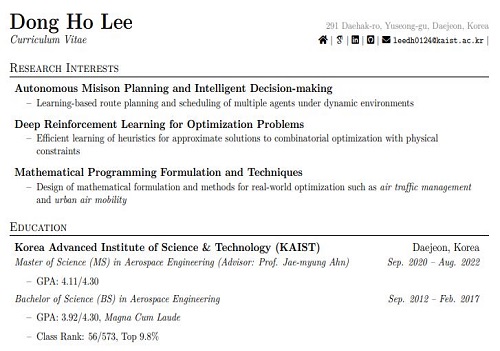 Dong Ho Lee
291 Daehak-ro, Yuseong-gu, Daejeon, Korea
Curriculum Vitae
| | | | leedh0124@kaist.ac.kr |
Research Interests
Autonomous Misison Planning and Intelligent Decision-making
– Learning-based route planning and scheduling of multiple agents under dynamic environments
Deep Reinforcement Learning for Optimization Problems
– Efficient learning of heuristics for approximate solutions to combinatorial optimization with physical
constraints
Mathematical Programming Formulation and Techniques
– Design of mathematical formulation and methods for real-world optimization such as air traffic management
and urban air mobility
Education
Korea Advanced Institute of Science & Technology (KAIST)
Daejeon, Korea
Master of Science (MS) in Aerospace Engineering (Advisor: Prof. Jae-myung Ahn)
Sep. 2020 – Aug. 2022
– GPA: 4.11/4.30
Bachelor of Science (BS) in Aerospace Engineering
Sep. 2012 – Feb. 2017
– GPA: 3.92/4.30, Magna Cum Laude
– Class Rank: 56/573, Top 9.8%